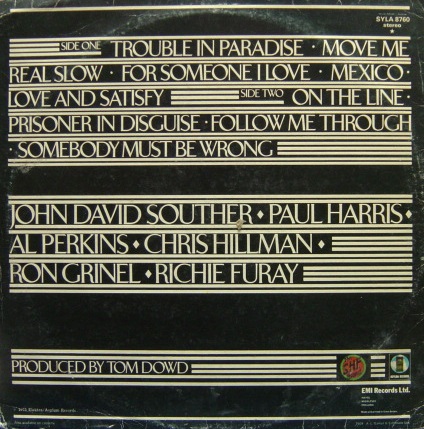 SYLA 8760
stereo
SIDE ONE TROUBLE IN PARADISE · MOVE ME
REAL SLOW · FOR SOMEONE I LOVE · MEXICO ·
LOVE AND SATISFY SIDE TWO ON THE LINE ·
PRISONER IN DISGUISE · FOLLOW ME THROUGH
· SOMEBODY MUST BE WRONG
JOHN DAVID SOUTHER ♦ PAUL HARRIS ♦
AL PERKINS ♦ CHRIS HILLMAN ♦
RON GRINEL ♦ RICHIE FURAY
PRODUCED BY TOM DOWD
EMI Records Ltd.